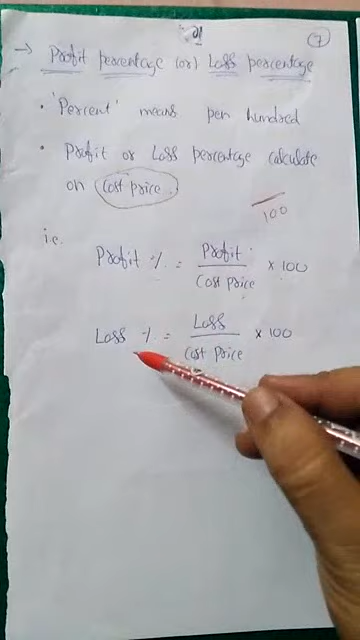 7
→ Profit percentage (or) Loss percentage
• 'Percent' means per hundred
• Profit or Loss percentage calculate
on cost price.
—
100
i.e.
Profit % = Profit / Cost price × 100
Loss % = Loss / Cost price × 100